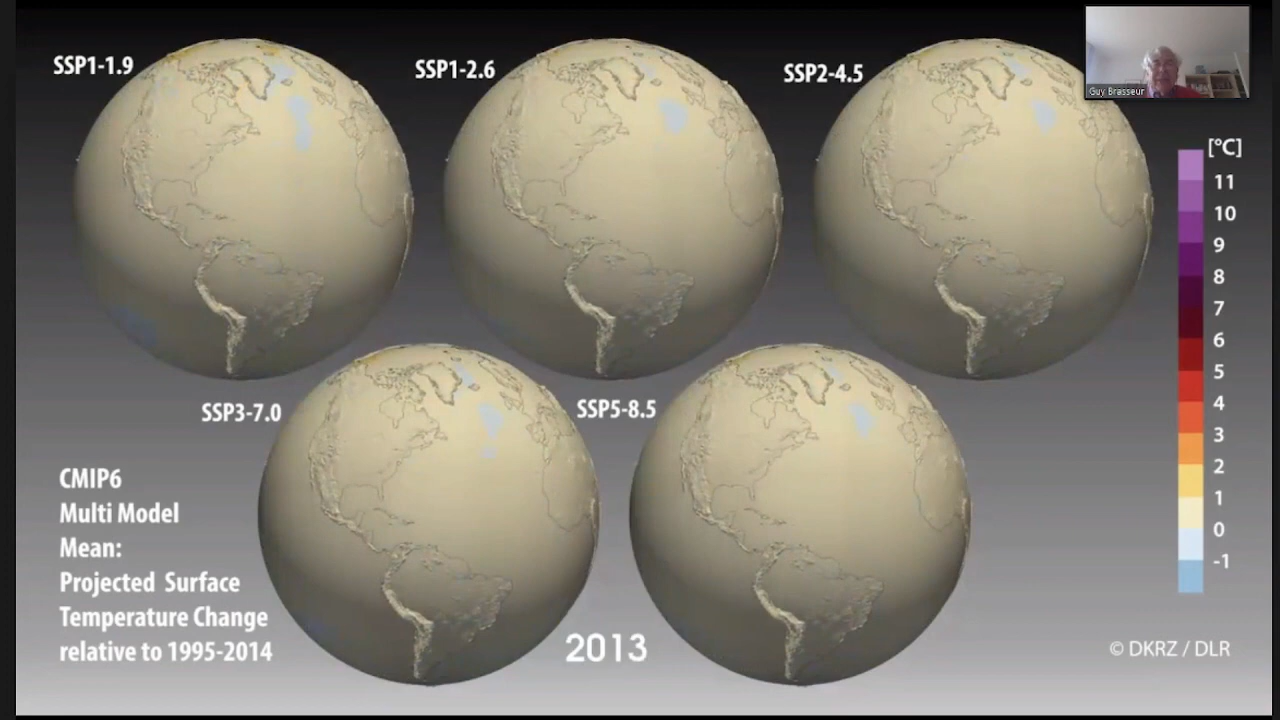 SSP1-1.9
SSP1-2.6
SSP2-4.5
Guy Brasseur
[°C]
11
10
9
8
7
6
5
4
3
2
1
0
-1
SSP3-7.0
SSP5-8.5
CMIP6
Multi Model
Mean:
Projected Surface
Temperature Change
relative to 1995-2014
2013
© DKRZ / DLR